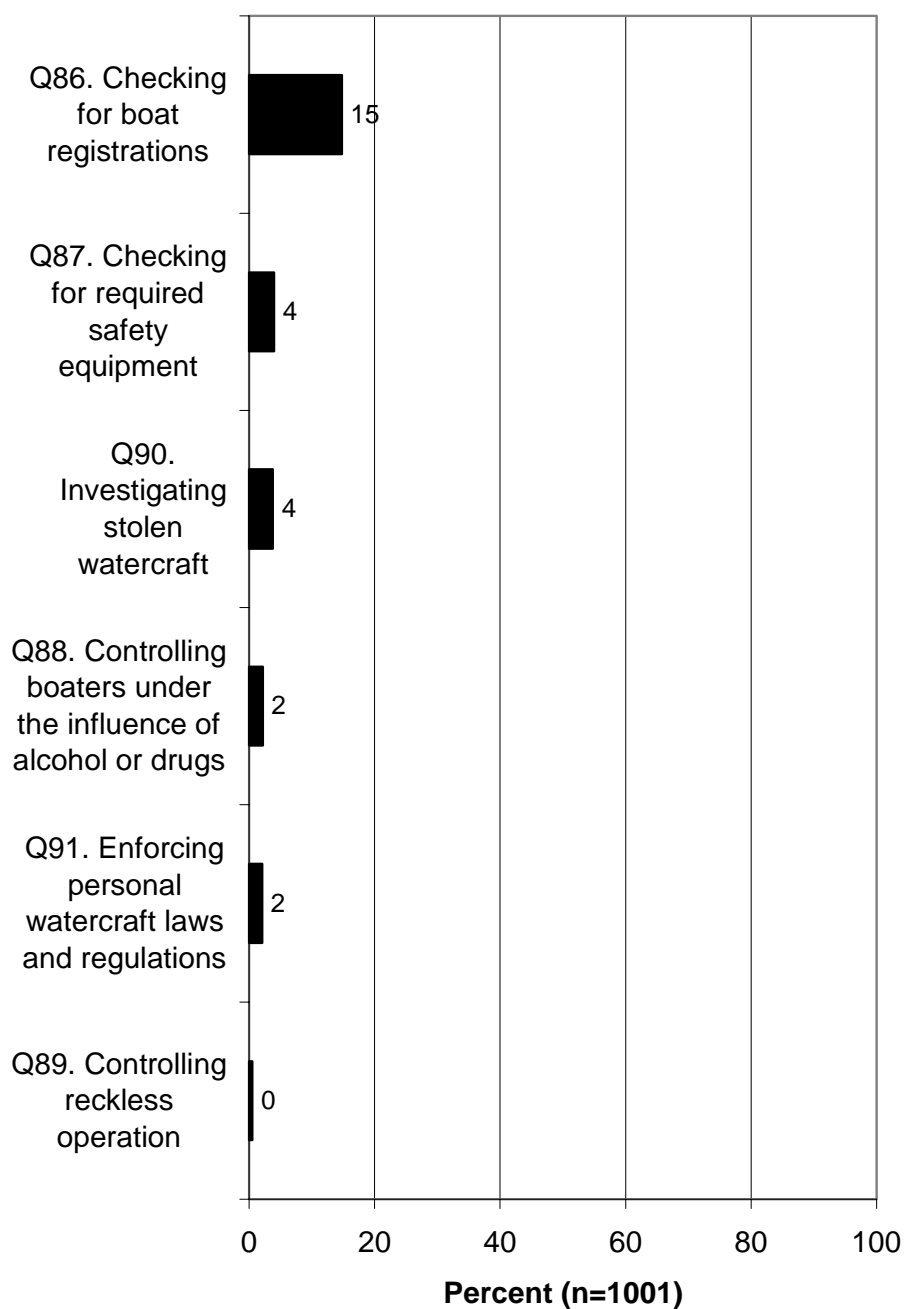 Q86. Checking
for boat
registrations
15
Q87. Checking
for required
safety
equipment
4
Q90.
Investigating
stolen
watercraft
4
Q88. Controlling
boaters under
the influence of
alcohol or drugs
2
Q91. Enforcing
personal
watercraft laws
and regulations
2
Q89. Controlling
reckless
operation
0
0 20 40 60 80 100
Percent (n=1001)